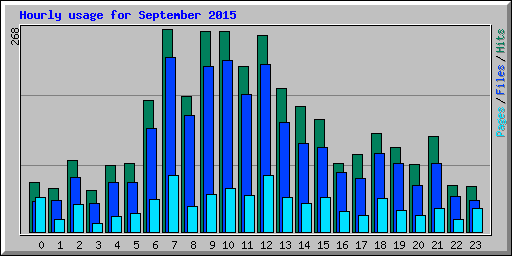 Hourly usage for September 2015
268
Pages/Files/Hits
0 1 2 3 4 5 6 7 8 9 10 11 12 13 14 15 16 17 18 19 20 21 22 23